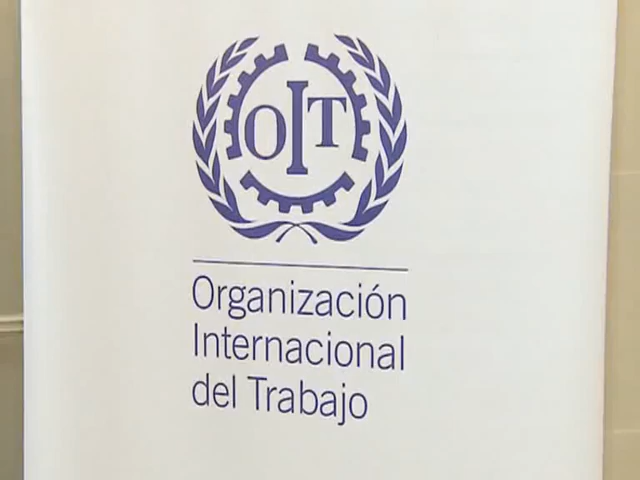 OIT
Organización
Internacional
del Trabajo